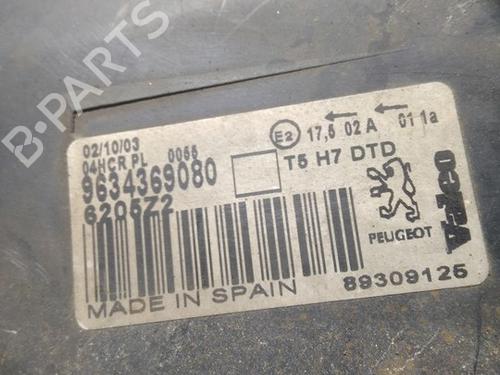 B-PARTS
02/10/03
04HCR PL 0066
9634369080
6205Z2
E2 17,5 02 A 01 1a
T5 H7 DTD
PEUGEOT
Valeo
MADE IN SPAIN
89309125